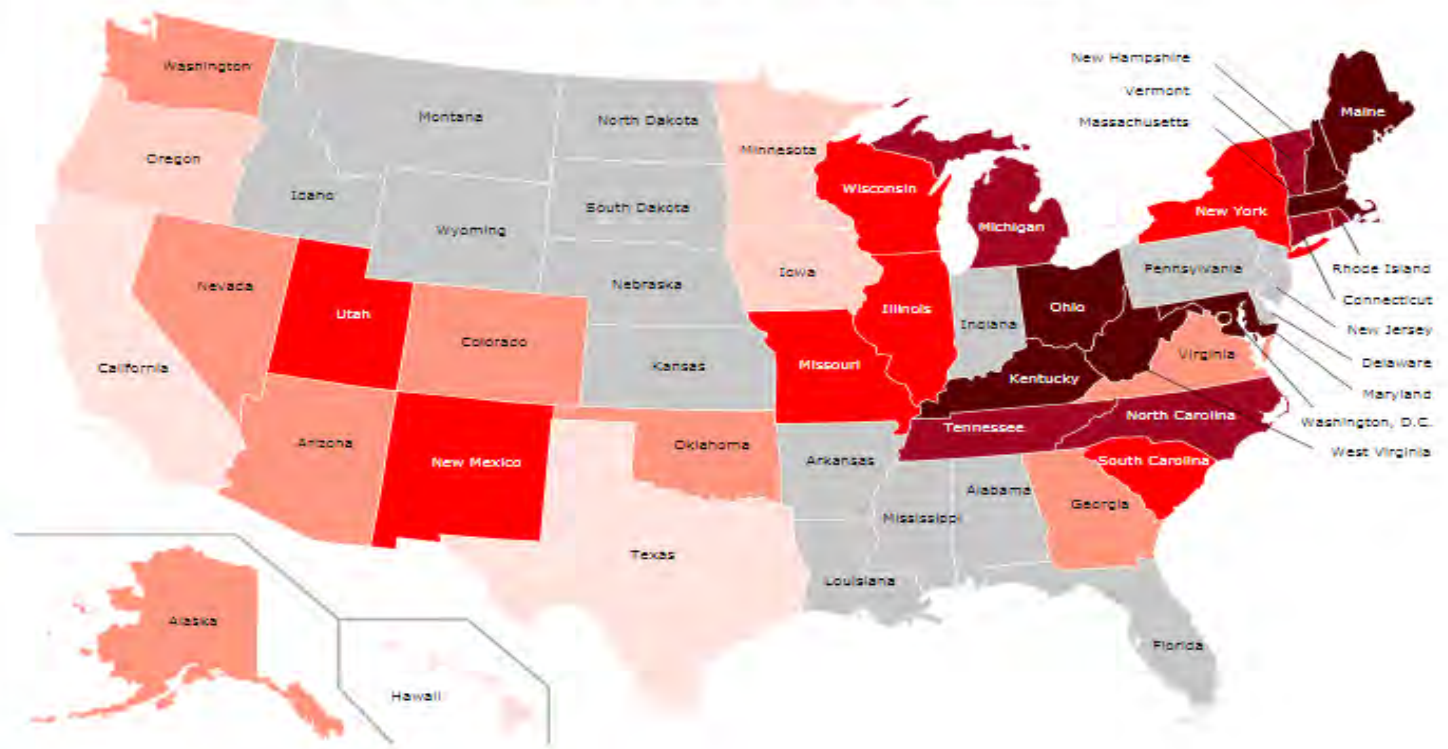 New Hampshire
Vermont
Massachusetts
Maine
Washington
Montana
North Dakota
Minnesota
Oregon
Idaho
South Dakota
Wisconsin
Wyoming
Michigan
New York
Nevada
Nebraska
Iowa
Pennsylvania
Rhode Island
Connecticut
Utah
Illinois
Ohio
Indiana
New Jersey
Colorado
Virginia
Delaware
California
Kansas
Missouri
Kentucky
Maryland
North Carolina
Washington, D.C.
Tennessee
West Virginia
Arizona
Oklahoma
New Mexico
Arkansas
South Carolina
Alabama
Georgia
Mississippi
Texas
Louisiana
Alaska
Florida
Hawaii